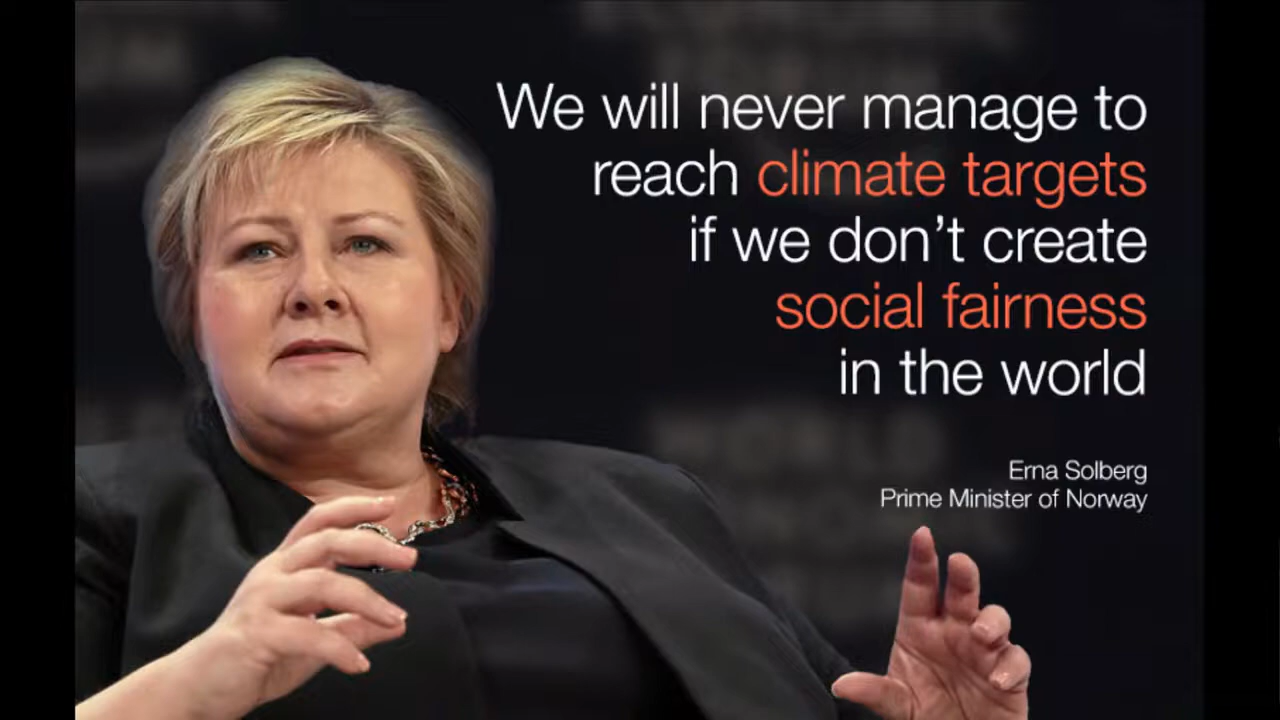 We will never manage to
reach climate targets
if we don’t create
social fairness
in the world
Erna Solberg
Prime Minister of Norway